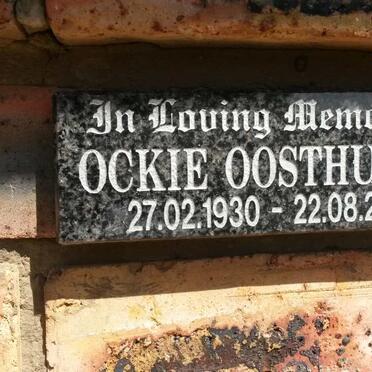 In Loving Memo
OCKIE OOSTHU
27.02.1930 - 22.08.2